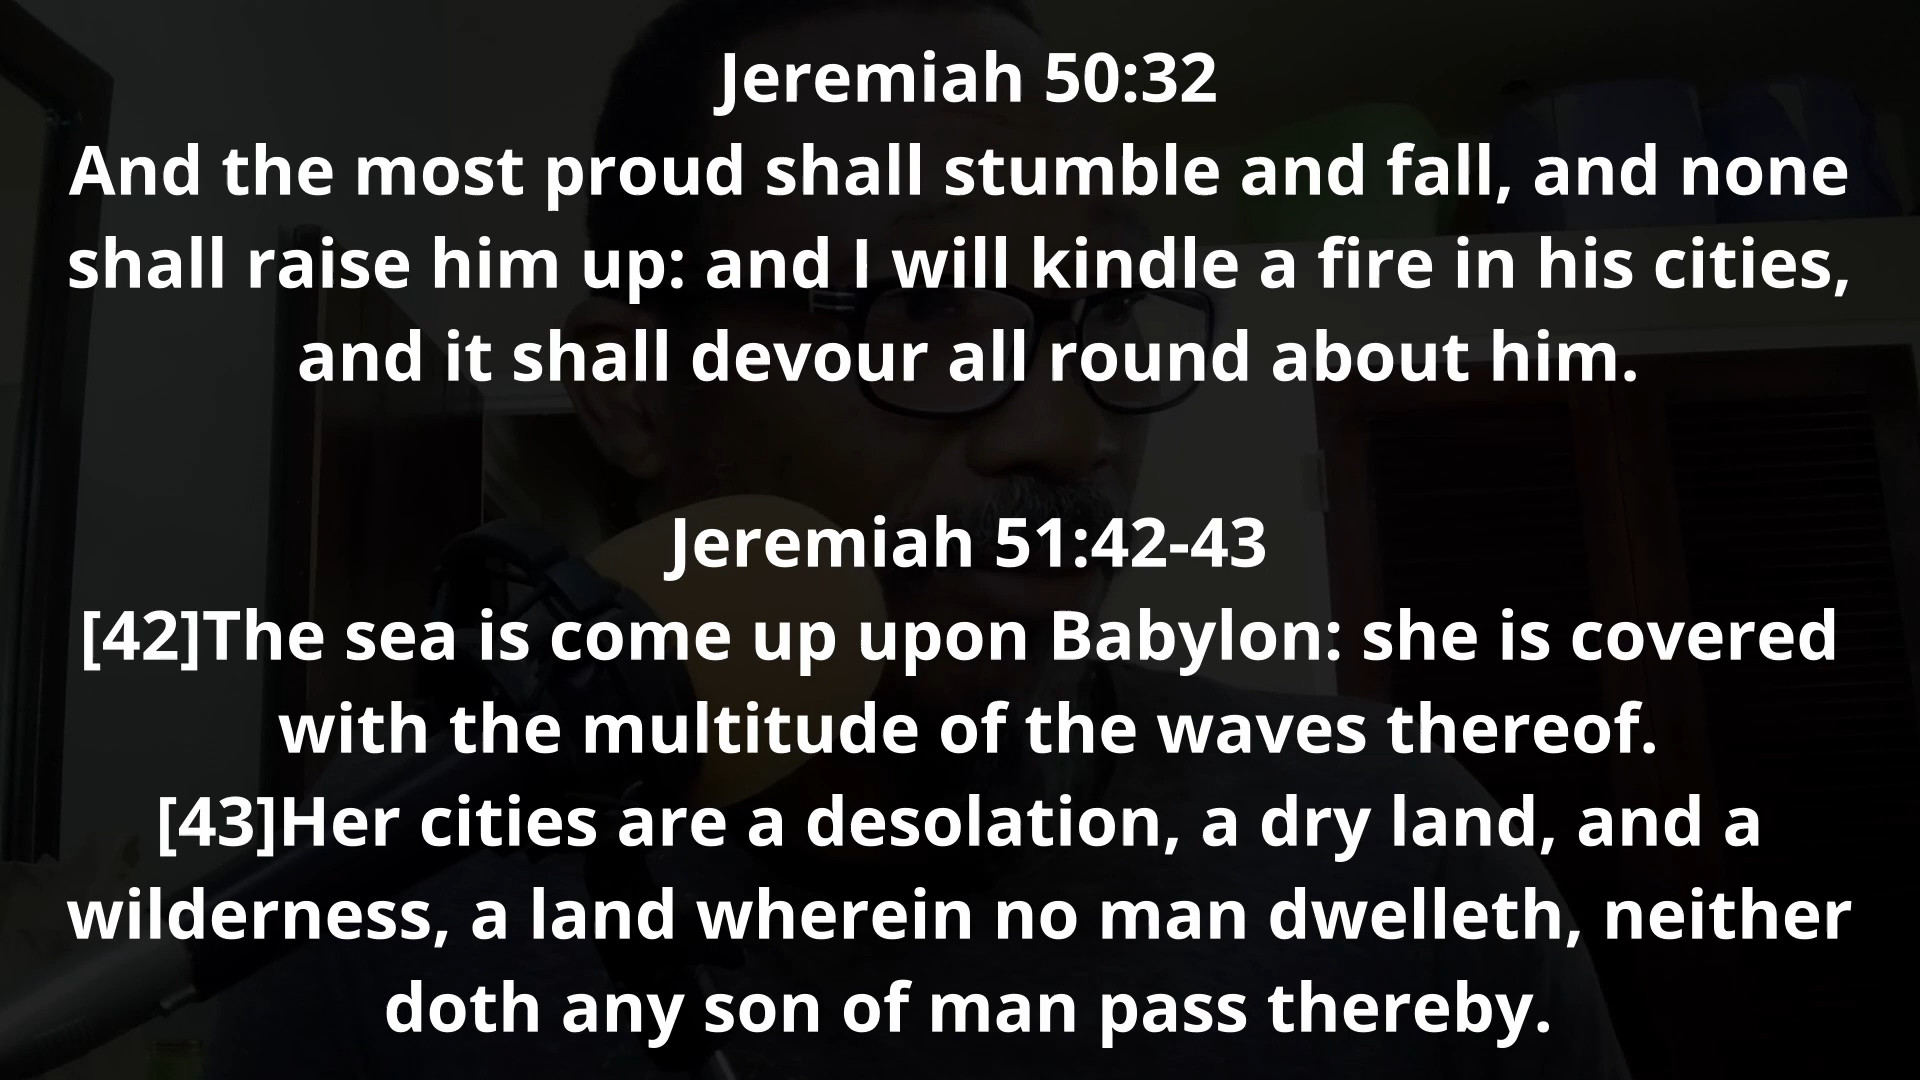 Jeremiah 50:32
And the most proud shall stumble and fall, and none
shall raise him up: and I will kindle a fire in his cities,
and it shall devour all round about him.
Jeremiah 51:42-43
[42]The sea is come up upon Babylon: she is covered
with the multitude of the waves thereof.
[43]Her cities are a desolation, a dry land, and a
wilderness, a land wherein no man dwelleth, neither
doth any son of man pass thereby.